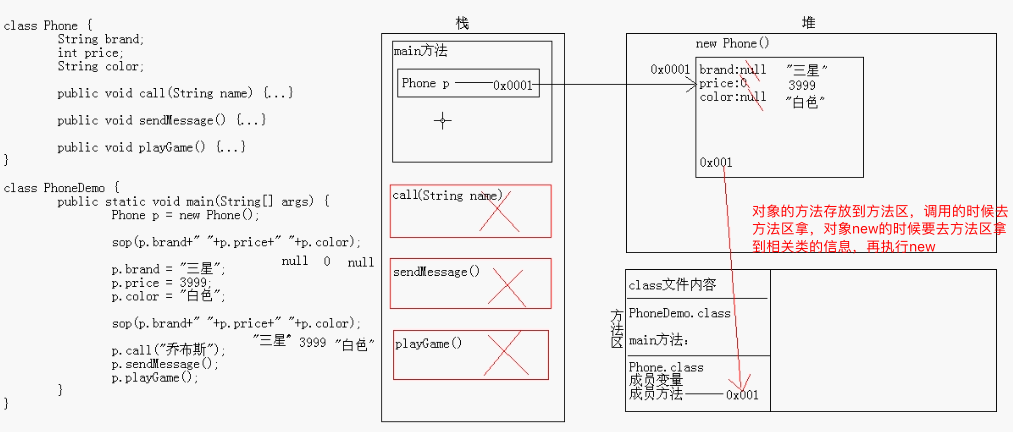 class Phone {
String brand;
int price;
String color;
public void call(String name) {...}
public void sendMessage() {...}
public void playGame() {...}
}
class PhoneDemo {
public static void main(String[] args) {
Phone p = new Phone();
sop(p.brand+" "+p.price+" "+p.color);
null 0 null
p.brand = "三星";
p.price = 3999;
p.color = "白色";
sop(p.brand+" "+p.price+" "+p.color);
"三星" 3999 "白色"
p.call("乔布斯");
p.sendMessage();
p.playGame();
}
}
栈
main方法
Phone p 0x0001
call(String name)
sendMessage()
playGame()
堆
new Phone()
0x0001
brand:null "三星"
price:0 3999
color:null "白色"
0x001
对象的方法存放到方法区，调用的时候去
方法区拿，对象new的时候要去方法区拿
到相关类的信息，再执行new
方法区
class文件内容
PhoneDemo.class
main方法：
Phone.class
成员变量
成员方法 0x001